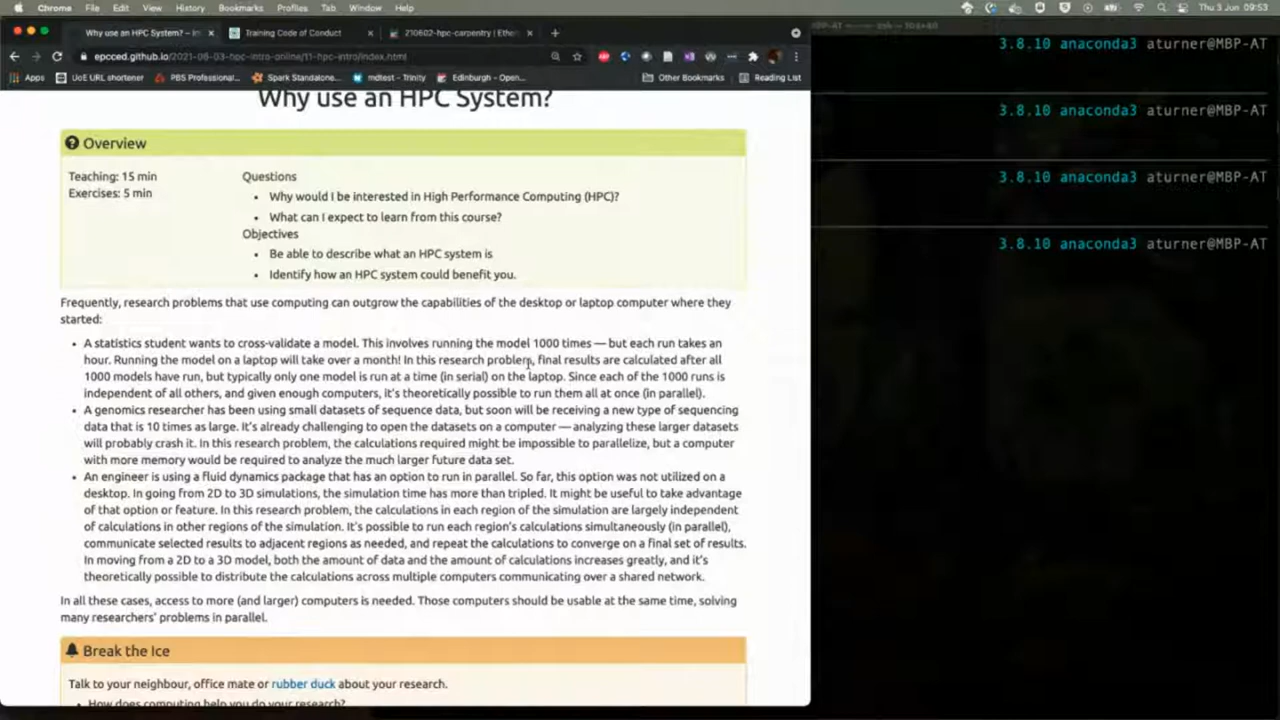 Chrome File Edit View History Bookmarks Profiles Tab Window Help Thu 3 Jun 09:53
Why use an HPC System? – In Training Code of Conduct 210602-hpc-carpentry | Ethe
epcced.github.io/2021-06-03-hpc-intro-online/11-hpc-intro/index.html
Apps UoE URL shortener PBS Professional... Spark Standalone... mdtest - Trinity Edinburgh - Open... Other Bookmarks Reading List
Why use an HPC System?
Overview
Teaching: 15 min
Exercises: 5 min
Questions
Why would I be interested in High Performance Computing (HPC)?
What can I expect to learn from this course?
Objectives
Be able to describe what an HPC system is
Identify how an HPC system could benefit you.
Frequently, research problems that use computing can outgrow the capabilities of the desktop or laptop computer where they
started:
• A statistics student wants to cross-validate a model. This involves running the model 1000 times — but each run takes an
hour. Running the model on a laptop will take over a month! In this research problem, final results are calculated after all
1000 models have run, but typically only one model is run at a time (in serial) on the laptop. Since each of the 1000 runs is
independent of all others, and given enough computers, it's theoretically possible to run them all at once (in parallel).
• A genomics researcher has been using small datasets of sequence data, but soon will be receiving a new type of sequencing
data that is 10 times as large. It's already challenging to open the datasets on a computer — analyzing these larger datasets
will probably crash it. In this research problem, the calculations required might be impossible to parallelize, but a computer
with more memory would be required to analyze the much larger future data set.
• An engineer is using a fluid dynamics package that has an option to run in parallel. So far, this option was not utilized on a
desktop. In going from 2D to 3D simulations, the simulation time has more than tripled. It might be useful to take advantage
of that option or feature. In this research problem, the calculations in each region of the simulation are largely independent
of calculations in other regions of the simulation. It's possible to run each region's calculations simultaneously (in parallel),
communicate selected results to adjacent regions as needed, and repeat the calculations to converge on a final set of results.
In moving from a 2D to a 3D model, both the amount of data and the amount of calculations increases greatly, and it's
theoretically possible to distribute the calculations across multiple computers communicating over a shared network.
In all these cases, access to more (and larger) computers is needed. Those computers should be usable at the same time, solving
many researchers' problems in parallel.
Break the Ice
Talk to your neighbour, office mate or rubber duck about your research.
• How does computing help you do your research?
3.8.10 anaconda3 aturner@MBP-AT
3.8.10 anaconda3 aturner@MBP-AT
3.8.10 anaconda3 aturner@MBP-AT
3.8.10 anaconda3 aturner@MBP-AT